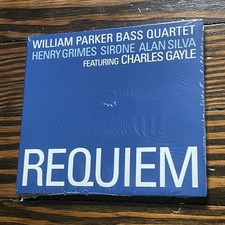 WILLIAM PARKER BASS QUARTET
HENRY GRIMES SIRONE ALAN SILVA
FEATURING CHARLES GAYLE
REQUIEM